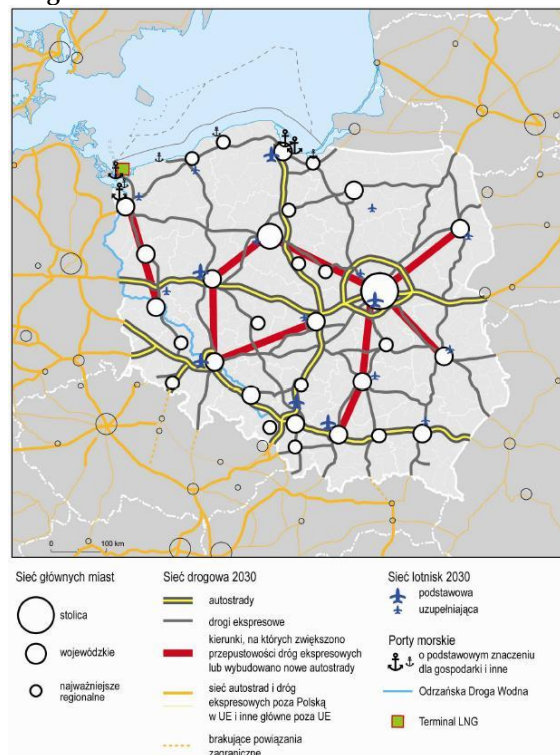 0 100 km
Sieć głównych miast
stolica
wojewódzkie
najważniejsze
regionalne
Sieć drogowa 2030
autostrady
drogi ekspresowe
kierunki, na których zwiększono
przepustowości dróg ekspresowych
lub wybudowano nowe autostrady
sieć autostrad i dróg
ekspresowych poza Polską
w UE i inne główne poza UE
brakujące powiązania
zagraniczne
Sieć lotnisk 2030
podstawowa
uzupełniająca
Porty morskie
o podstawowym znaczeniu
dla gospodarki i inne
Odrzańska Droga Wodna
Terminal LNG